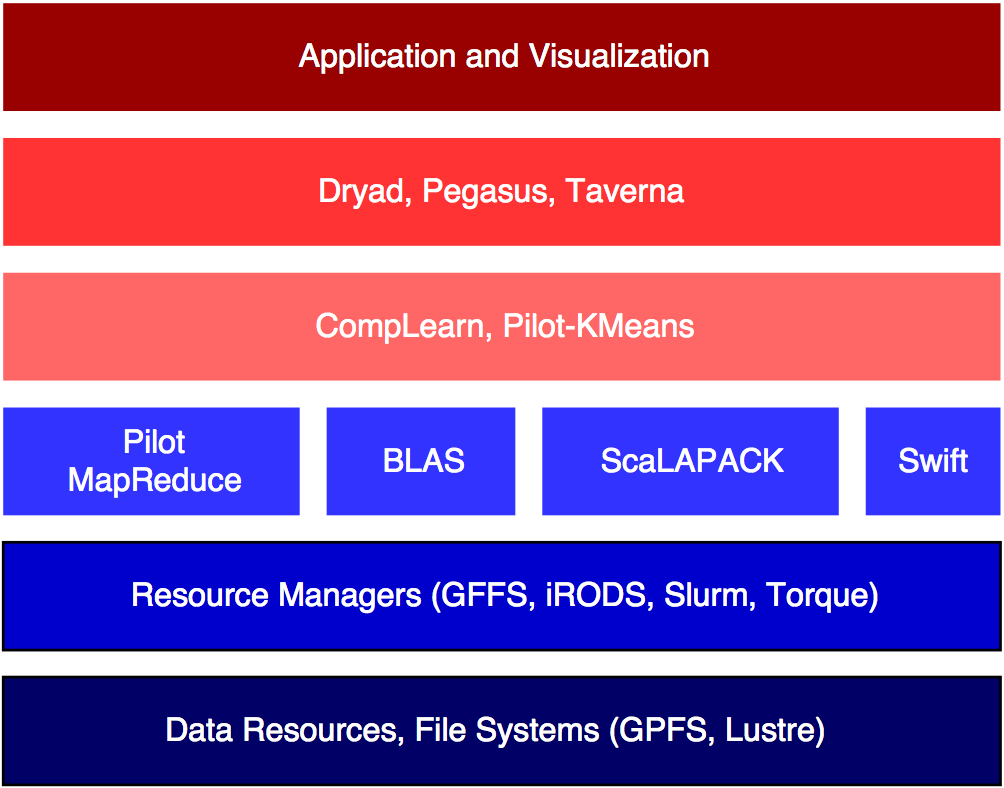 Application and Visualization
Dryad, Pegasus, Taverna
CompLearn, Pilot-KMeans
Pilot
MapReduce
BLAS
ScaLAPACK
Swift
Resource Managers (GFFS, iRODS, Slurm, Torque)
Data Resources, File Systems (GPFS, Lustre)